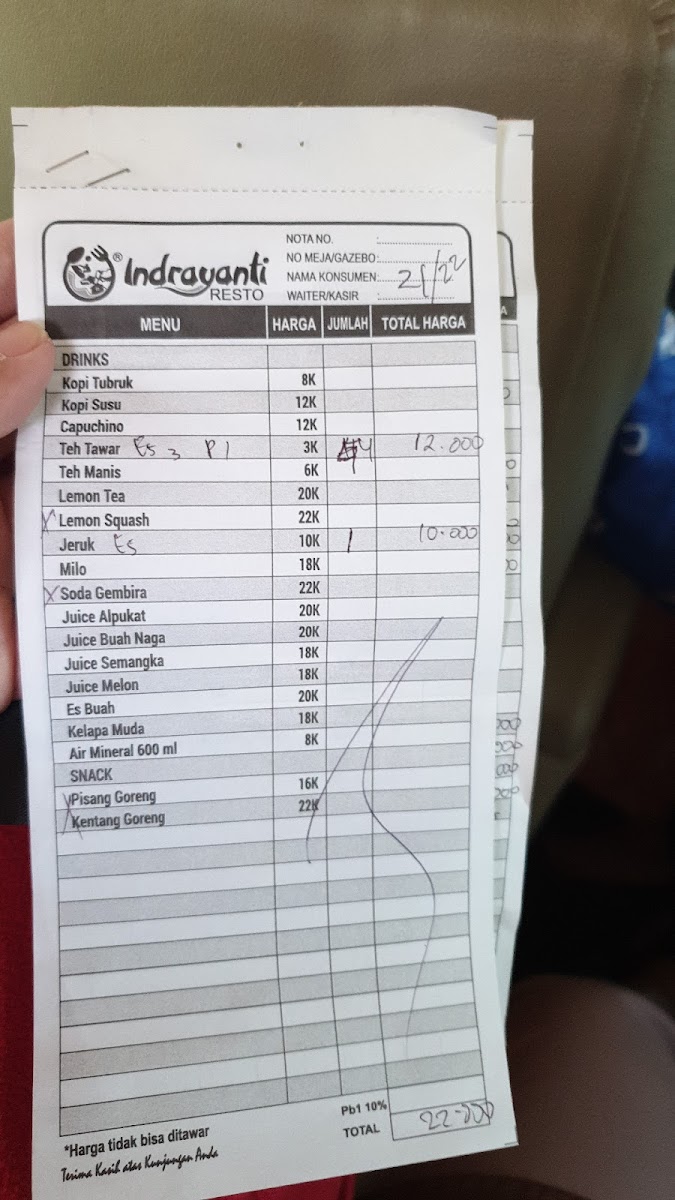 Indrayanti®
RESTO
NOTA NO. :
NO MEJA/GAZEBO:
NAMA KONSUMEN:
WAITER/KASIR :
MENU HARGA JUMLAH TOTAL HARGA
DRINKS
Kopi Tubruk 8K
Kopi Susu 12K
Capuchino 12K
Teh Tawar Es 3 P 1 3K 4 12.000
Teh Manis 6K
Lemon Tea 20K
Lemon Squash 22K
Jeruk Es 10K 1 10.000
Milo 18K
Soda Gembira 22K
Juice Alpukat 20K
Juice Buah Naga 20K
Juice Semangka 18K
Juice Melon 18K
Es Buah 20K
Kelapa Muda 18K
Air Mineral 600 ml 8K
SNACK
Pisang Goreng 16K
Kentang Goreng 22K
Pb1 10%
TOTAL 22.000
*Harga tidak bisa ditawar
Terima Kasih atas Kunjungan Anda